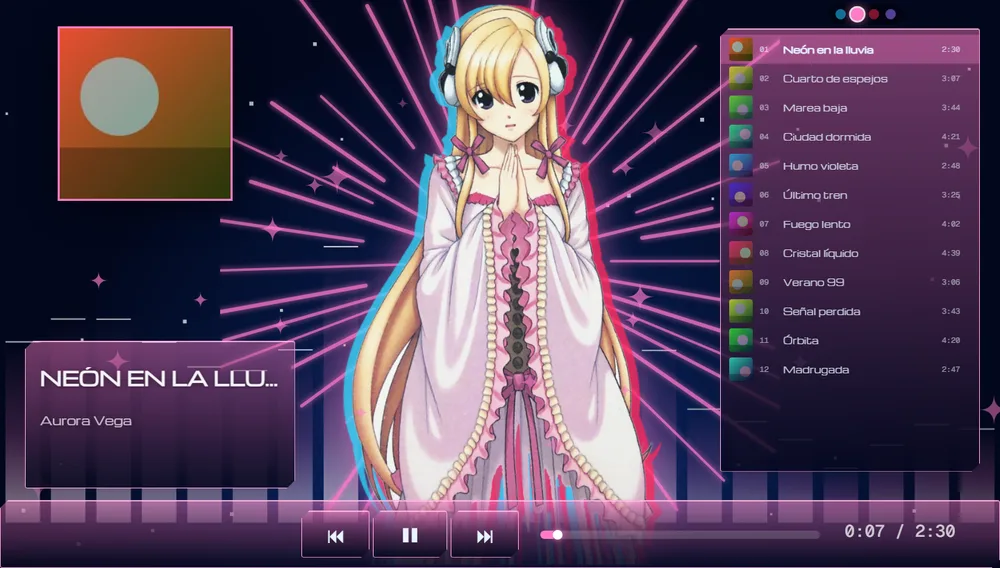 NEÓN EN LA LLU...
Aurora Vega
01 Neón en la lluvia 2:30
02 Cuarto de espejos 3:07
03 Marea baja 3:44
04 Ciudad dormida 4:21
05 Humo violeta 2:48
06 Último tren 3:25
07 Fuego lento 4:02
08 Cristal líquido 4:39
09 Verano 99 3:06
10 Señal perdida 3:43
11 Órbita 4:20
12 Madrugada 2:47
0:07 / 2:30